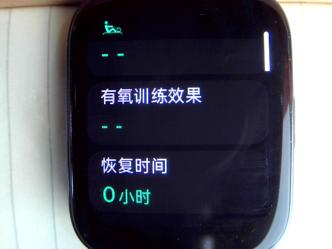 --
有氧训练效果
--
恢复时间
0小时